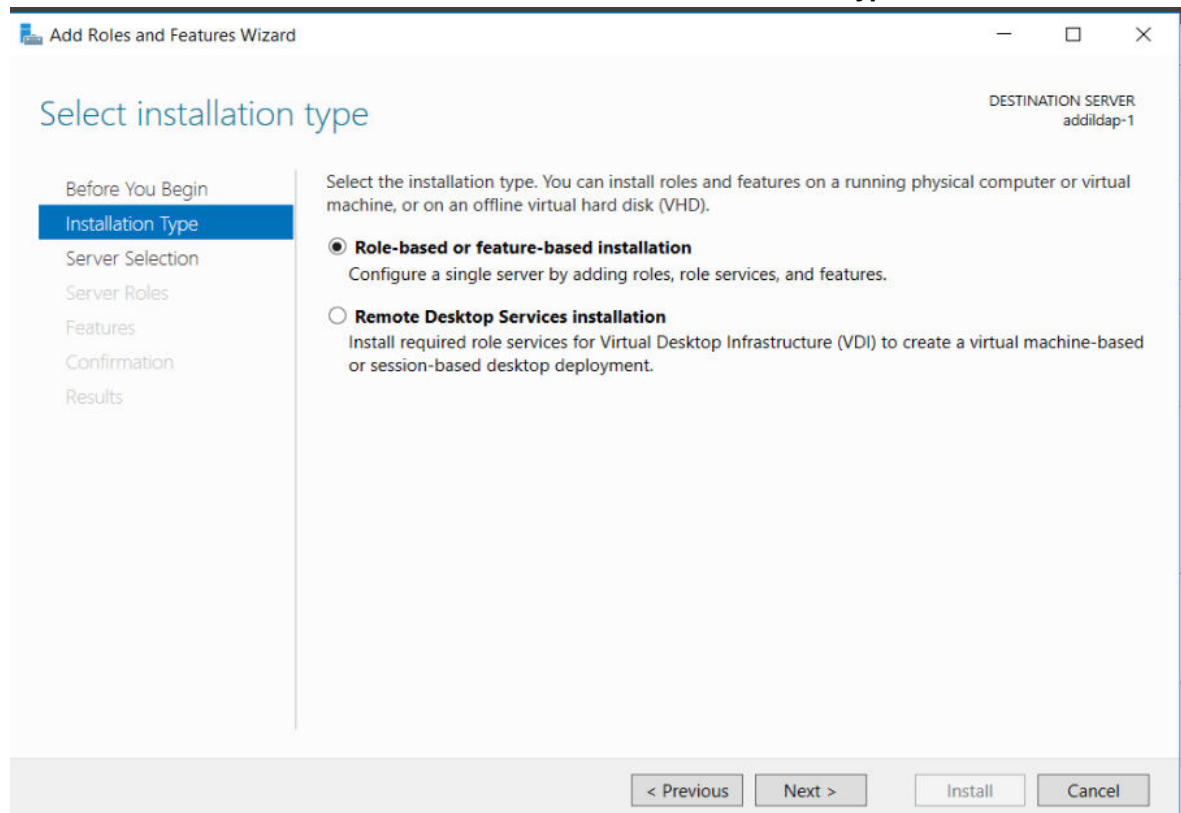 Add Roles and Features Wizard
Select installation type
DESTINATION SERVER
addildap-1
Before You Begin
Installation Type
Server Selection
Server Roles
Features
Confirmation
Results
Select the installation type. You can install roles and features on a running physical computer or virtual
machine, or on an offline virtual hard disk (VHD).
Role-based or feature-based installation
Configure a single server by adding roles, role services, and features.
Remote Desktop Services installation
Install required role services for Virtual Desktop Infrastructure (VDI) to create a virtual machine-based
or session-based desktop deployment.
< Previous
Next >
Install
Cancel